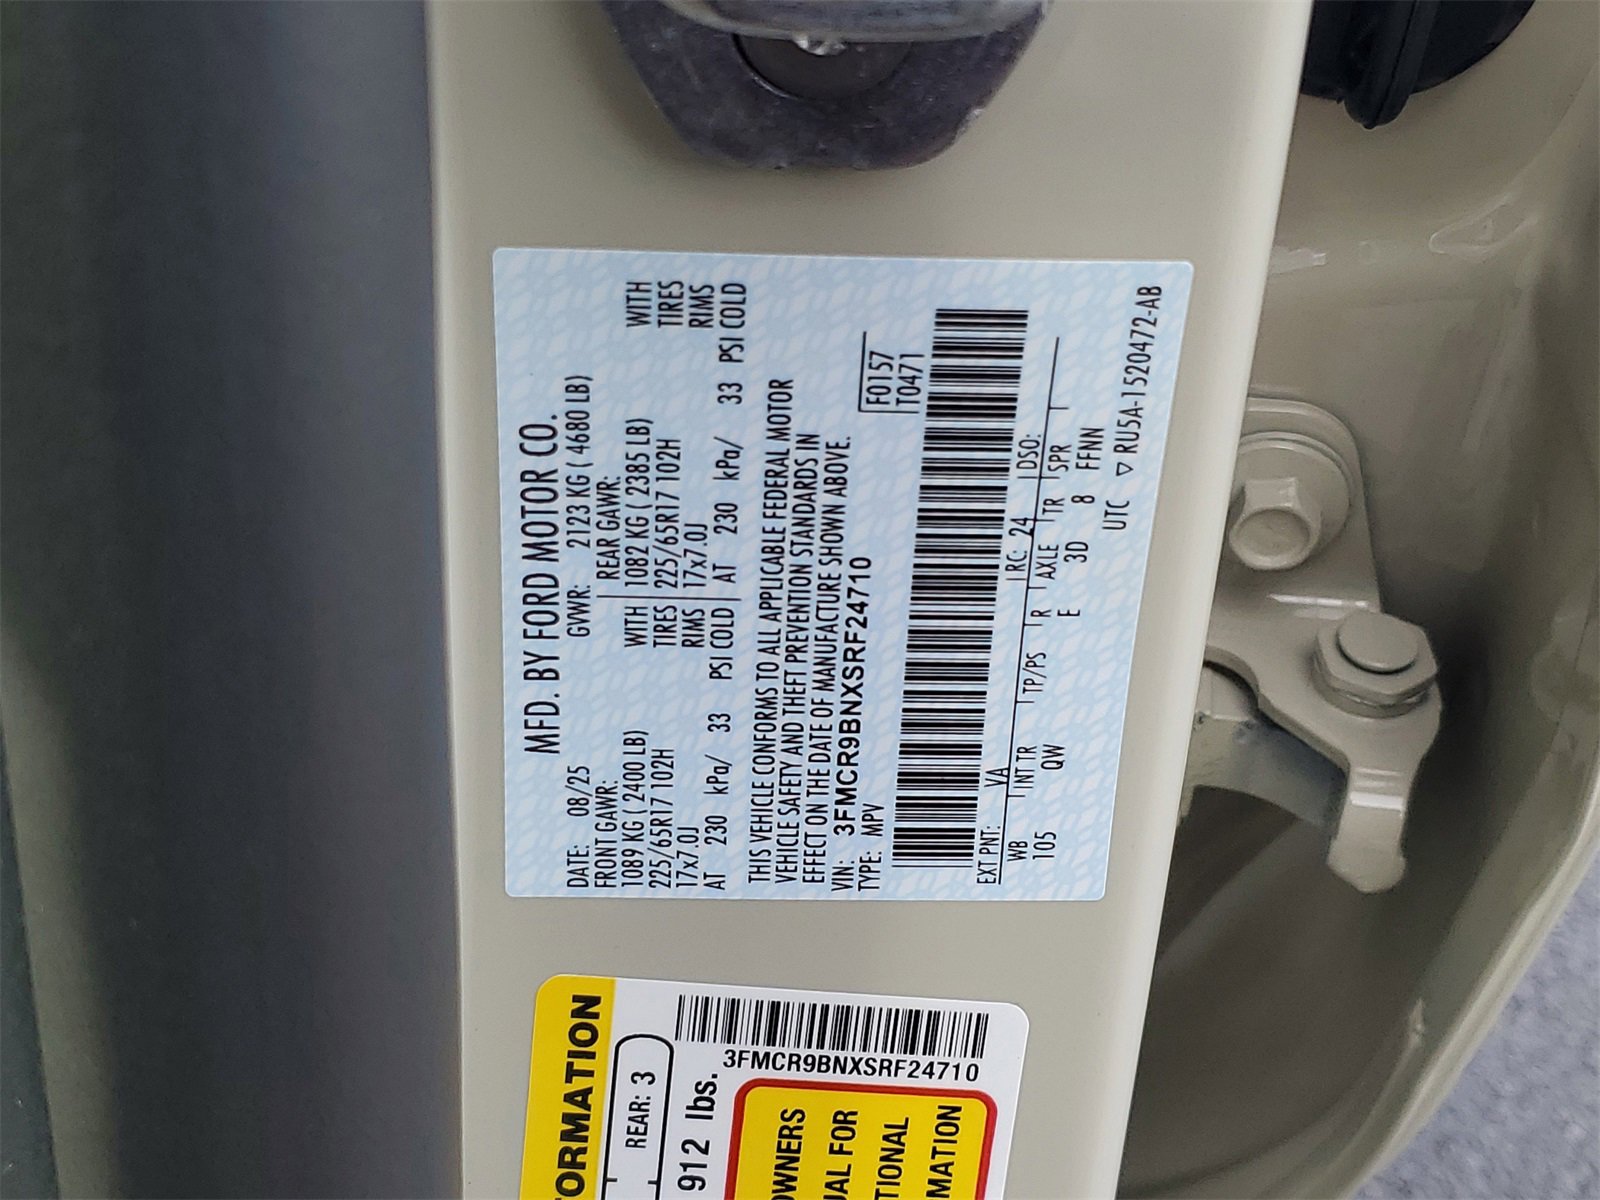 MFD. BY FORD MOTOR CO.
DATE: 08/25 GVWR: 2123 KG ( 4680 LB)
FRONT GAWR: REAR GAWR:
1089 KG ( 2400 LB) WITH 1082 KG ( 2385 LB) WITH
225/65R17 102H TIRES 225/65R17 102H TIRES
17x7.0J RIMS 17x7.0J RIMS
AT 230 kPa/ 33 PSI COLD AT 230 kPa/ 33 PSI COLD
THIS VEHICLE CONFORMS TO ALL APPLICABLE FEDERAL MOTOR
VEHICLE SAFETY AND THEFT PREVENTION STANDARDS IN
EFFECT ON THE DATE OF MANUFACTURE SHOWN ABOVE.
VIN: 3FMCR9BNXSRF24710 F0157
TYPE: MPV T0471
EXT PNT: VA RC: 24 DSO:
WB INT TR TP/PS R AXLE TR SPR
105 QW E 3D 8 FFNN
UTC ▽ RU5A-1520472-AB
ORMATION
REAR: 3
912 lbs.
3FMCR9BNXSRF24710
OWNERS
UAL FOR
TIONAL
MATION